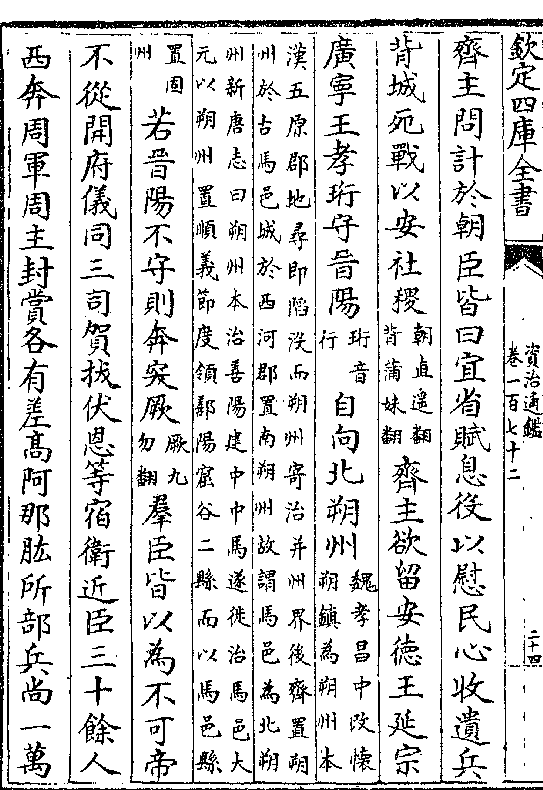 欽定四庫全書
資治通鑑
卷一百七十二
二十四
齊主問計於朝臣皆曰宜省賦息役以慰民心收遺兵
背城死戰以安社稷
朝直遥翻
背蒲妹翻
齊主欲留安德王延宗
廣寧王孝珩守晉陽
珩音
行
自向北朔州
魏孝昌中改懷
朔鎮為朔州本
漢五原郡地尋即陷没而朔州寄治并州界後齊置朔
州於古馬邑城於西河郡置南朔州故謂馬邑為北朔
州新唐志曰朔州本治善陽建中中馬遂徙治馬邑大
元以朔州置順義節度領鄯陽窟谷二縣而以馬邑縣
置固
州
若晉陽不守則奔突厥
厥九
勿翻
羣臣皆以為不可帝
不從開府儀同三司賀拔伏恩等宿衛近臣三十餘人
西奔周軍周主封賞各有差髙阿那肱所部兵尚一萬